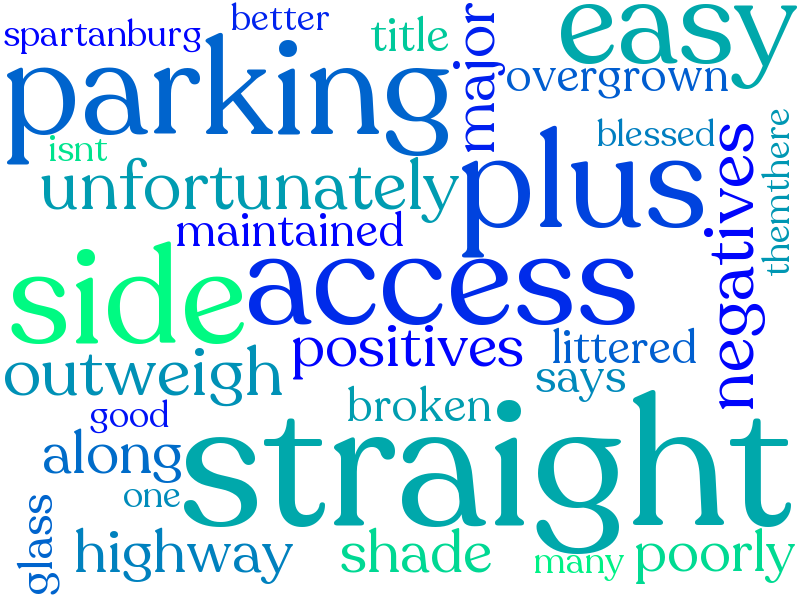 spartanburg
better
title
major
easy
parking
overgrown
isnt
blessed
themthere
unfortunately
plus
negatives
maintained
side
access
positives
littered
outweigh
says
good
broken
along
straight
one
glass
highway
shade
many
poorly